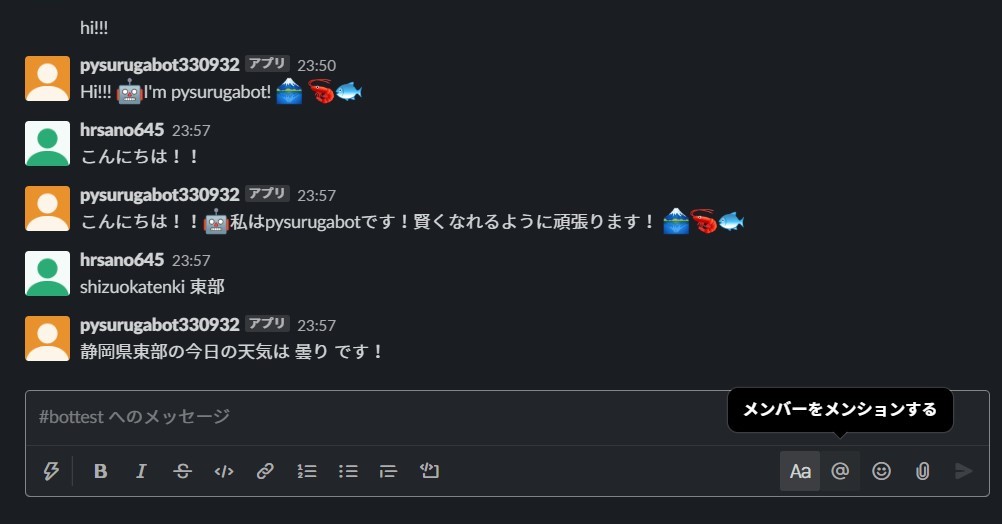 hi!!!
pysurugabot330932 アプリ 23:50
Hi!!! 🤖I'm pysurugabot! 🗻 🦐🐟
hrsano645 23:57
こんにちは！！
pysurugabot330932 アプリ 23:57
こんにちは！！🤖私はpysurugabotです！賢くなれるように頑張ります！ 🗻🦐🐟
hrsano645 23:57
shizuokatenki 東部
pysurugabot330932 アプリ 23:57
静岡県東部の今日の天気は 曇り です！
#bottest へのメッセージ
メンバーをメンションする
B I S </> Aa @